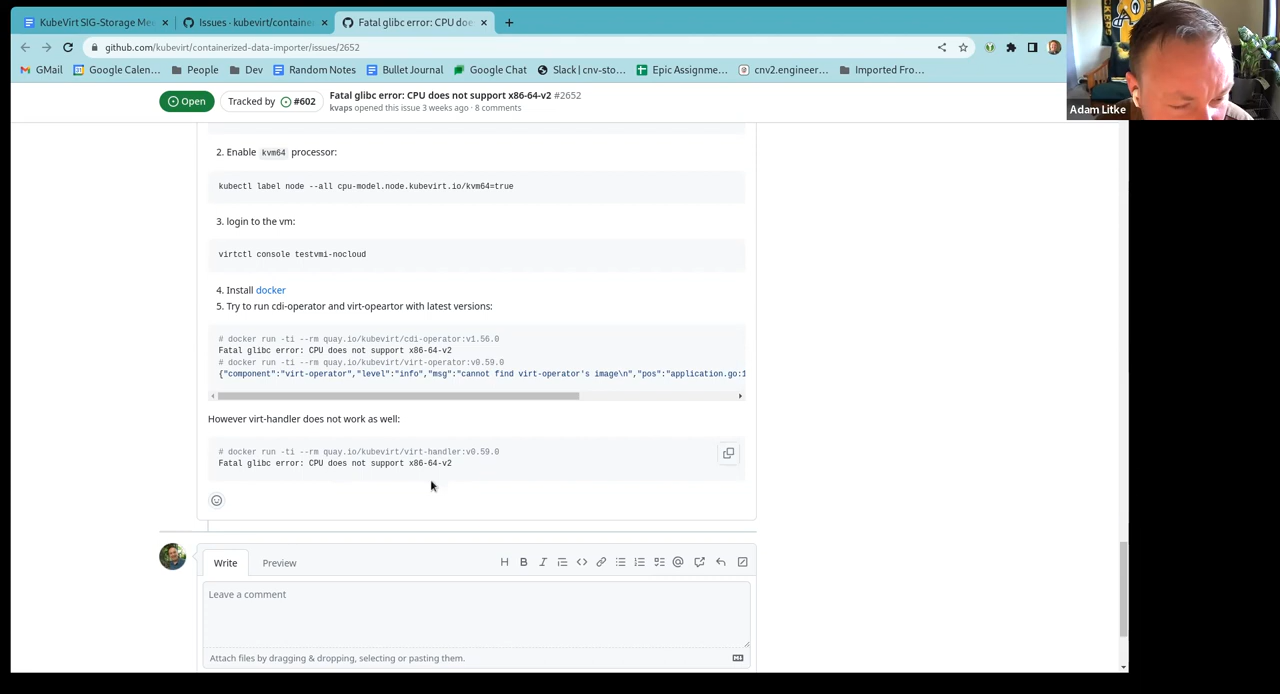 KubeVirt SIG-Storage Me
Issues · kubevirt/containe
Fatal glibc error: CPU doe
github.com/kubevirt/containerized-data-importer/issues/2652
GMail
Google Calen…
People
Dev
Random Notes
Bullet Journal
Google Chat
Slack | cnv-sto…
Epic Assignme…
cnv2.engineer…
Imported Fro…
Adam Litke
Open
Tracked by #602
Fatal glibc error: CPU does not support x86-64-v2 #2652
kvaps opened this issue 3 weeks ago · 8 comments
2. Enable kvm64 processor:
kubectl label node --all cpu-model.node.kubevirt.io/kvm64=true
3. login to the vm:
virtctl console testvmi-nocloud
4. Install docker
5. Try to run cdi-operator and virt-opeartor with latest versions:
# docker run -ti --rm quay.io/kubevirt/cdi-operator:v1.56.0
Fatal glibc error: CPU does not support x86-64-v2
# docker run -ti --rm quay.io/kubevirt/virt-operator:v0.59.0
{"component":"virt-operator","level":"info","msg":"cannot find virt-operator's image\n","pos":"application.go:1
However virt-handler does not work as well:
# docker run -ti --rm quay.io/kubevirt/virt-handler:v0.59.0
Fatal glibc error: CPU does not support x86-64-v2
Write
Preview
Leave a comment
Attach files by dragging & dropping, selecting or pasting them.